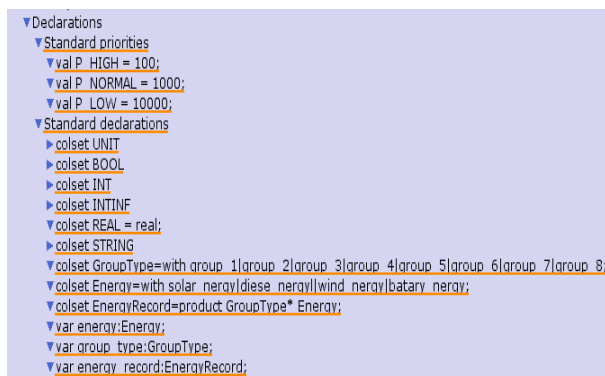 Declarations
Standard priorities
val P_HIGH = 100;
val P_NORMAL = 1000;
val P_LOW = 10000;
Standard declarations
colset UNIT
colset BOOL
colset INT
colset INTINF
colset REAL = real;
colset STRING
colset GroupType=with group_1|group_2|group_3|group_4|group_5|group_6|group_7|group_8;
colset Energy=with solar_nergy|diese_nergyl|wind_nergy|batary_nergy;
colset EnergyRecord=product GroupType* Energy;
var energy:Energy;
var group_type:GroupType;
var energy_record:EnergyRecord;